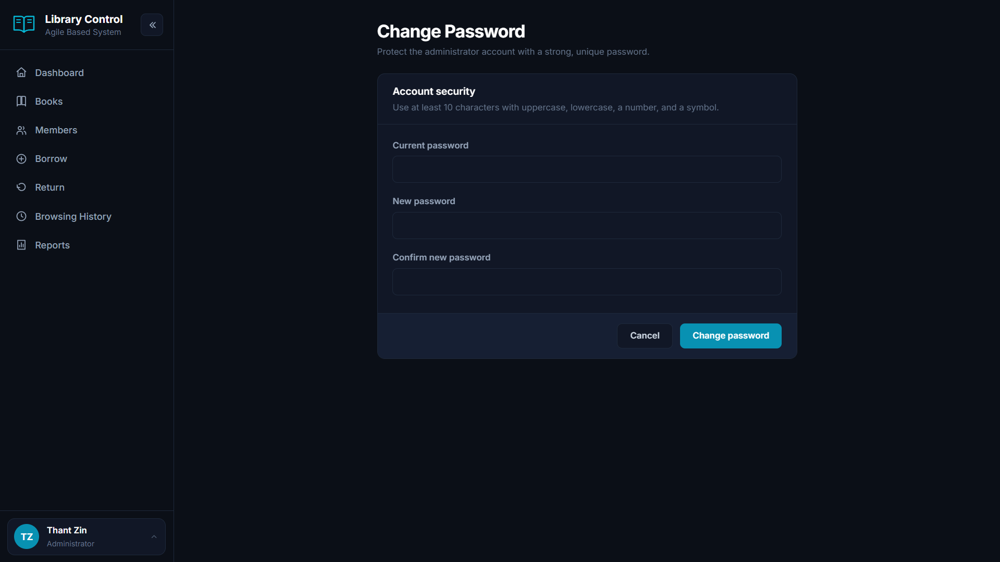 Library Control
Agile Based System
Dashboard
Books
Members
Borrow
Return
Browsing History
Reports
TZ
Thant Zin
Administrator
Change Password
Protect the administrator account with a strong, unique password.
Account security
Use at least 10 characters with uppercase, lowercase, a number, and a symbol.
Current password
New password
Confirm new password
Cancel
Change password